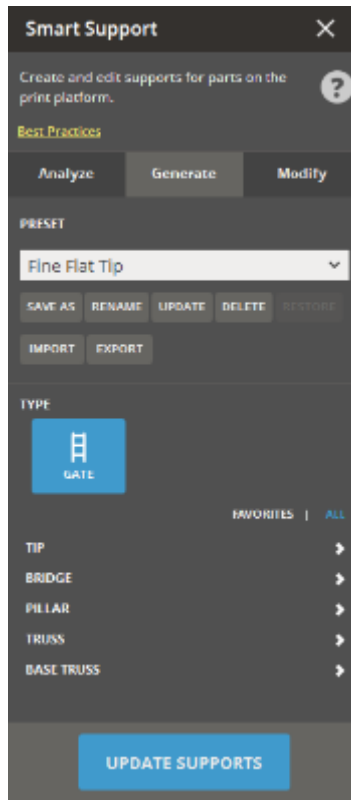 Smart Support
Create and edit supports for parts on the
print platform.
Best Practices
Analyze Generate Modify
PRESET
Fine Flat Tip
SAVE AS RENAME UPDATE DELETE RESTORE
IMPORT EXPORT
TYPE
GATE
FAVORITES | ALL
TIP
BRIDGE
PILLAR
TRUSS
BASE TRUSS
UPDATE SUPPORTS